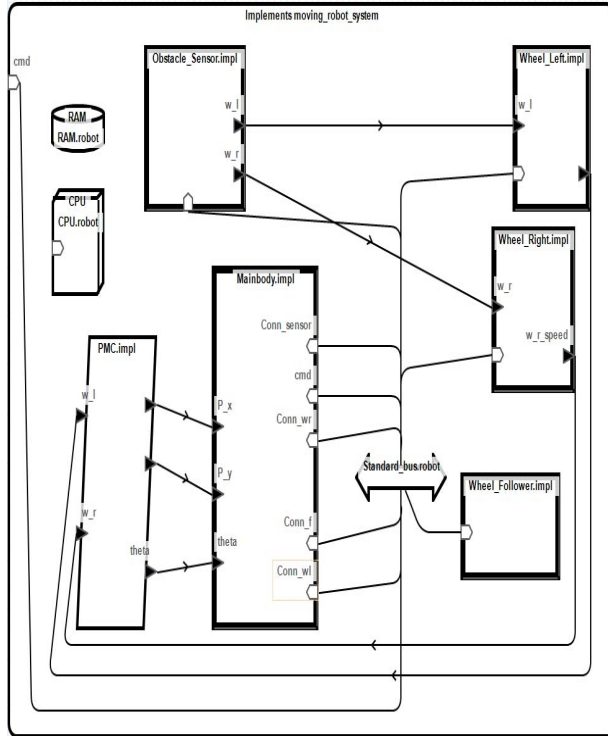 Implements moving_robot_system
cmd
Obstacle_Sensor.impl
w_l
w_r
Wheel_Left.impl
w_l
RAM
RAM.robot
CPU
CPU.robot
Wheel_Right.impl
w_r
w_r_speed
Mainbody.impl
Conn_sensor
cmd
Conn_wr
P_x
P_y
Conn_f
theta
Conn_wl
PMC.impl
w_l
w_r
theta
Standard_bus.robot
Wheel_Follower.impl